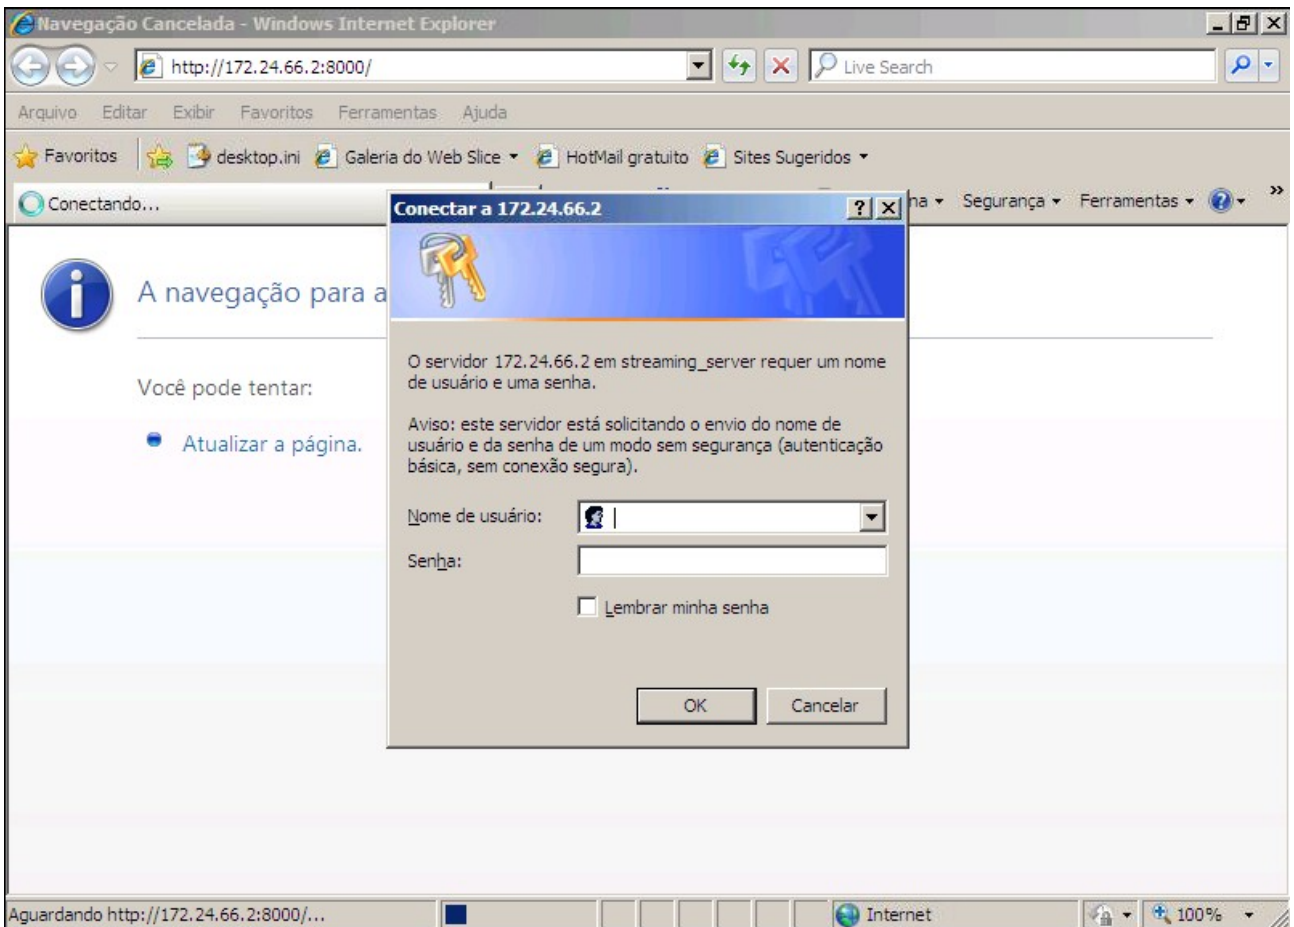 Navegação Cancelada - Windows Internet Explorer
http://172.24.66.2:8000/
Live Search
Arquivo Editar Exibir Favoritos Ferramentas Ajuda
Favoritos desktop.ini Galeria do Web Slice HotMail gratuito Sites Sugeridos
Conectando... na Segurança Ferramentas »
Conectar a 172.24.66.2
A navegação para a
Você pode tentar:
Atualizar a página.
O servidor 172.24.66.2 em streaming_server requer um nome
de usuário e uma senha.
Aviso: este servidor está solicitando o envio do nome de
usuário e da senha de um modo sem segurança (autenticação
básica, sem conexão segura).
Nome de usuário:
Senha:
Lembrar minha senha
OK Cancelar
Aguardando http://172.24.66.2:8000/... Internet 100%